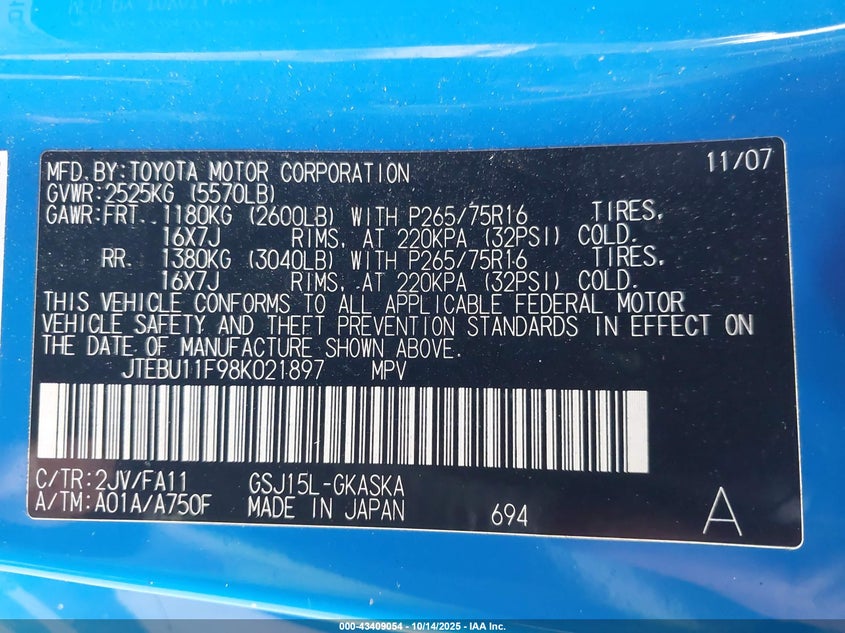 MFD.BY:TOYOTA MOTOR CORPORATION 11/07
GVWR:2525KG (5570LB)
GAWR:FRT. 1180KG (2600LB) WITH P265/75R16 TIRES,
16X7J RIMS, AT 220KPA (32PSI) COLD.
RR. 1380KG (3040LB) WITH P265/75R16 TIRES,
16X7J RIMS, AT 220KPA (32PSI) COLD.
THIS VEHICLE CONFORMS TO ALL APPLICABLE FEDERAL MOTOR
VEHICLE SAFETY AND THEFT PREVENTION STANDARDS IN EFFECT ON
THE DATE OF MANUFACTURE SHOWN ABOVE.
JTEBU11F98K021897 MPV
C/TR:2JV/FA11 GSJ15L-GKASKA
A/TM:A01A/A750F MADE IN JAPAN 694 A
000-43409054 - 10/14/2025 - IAA Inc.